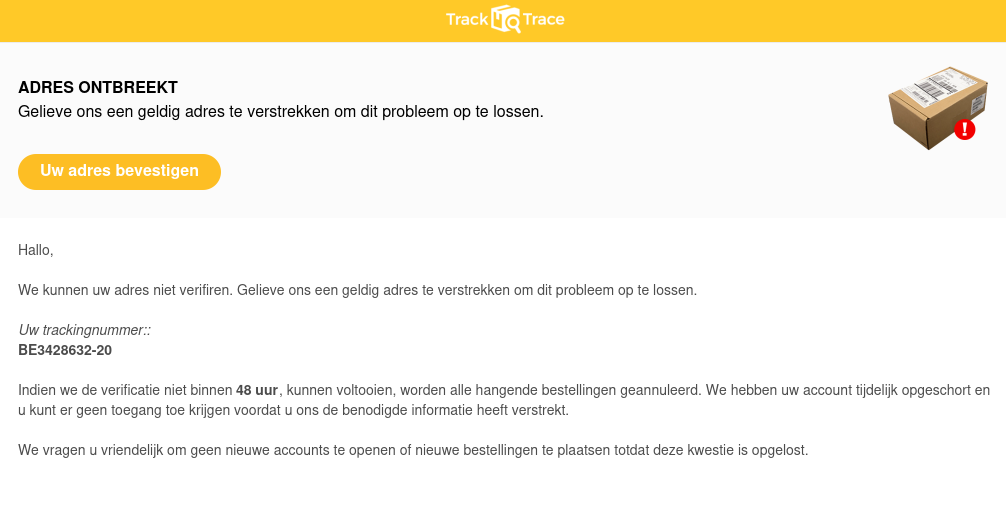 Track Trace
ADRES ONTBREEKT
Gelieve ons een geldig adres te verstrekken om dit probleem op te lossen.
Uw adres bevestigen
Hallo,
We kunnen uw adres niet verifiren. Gelieve ons een geldig adres te verstrekken om dit probleem op te lossen.
Uw trackingnummer::
BE3428632-20
Indien we de verificatie niet binnen 48 uur, kunnen voltooien, worden alle hangende bestellingen geannuleerd. We hebben uw account tijdelijk opgeschort en
u kunt er geen toegang toe krijgen voordat u ons de benodigde informatie heeft verstrekt.
We vragen u vriendelijk om geen nieuwe accounts te openen of nieuwe bestellingen te plaatsen totdat deze kwestie is opgelost.